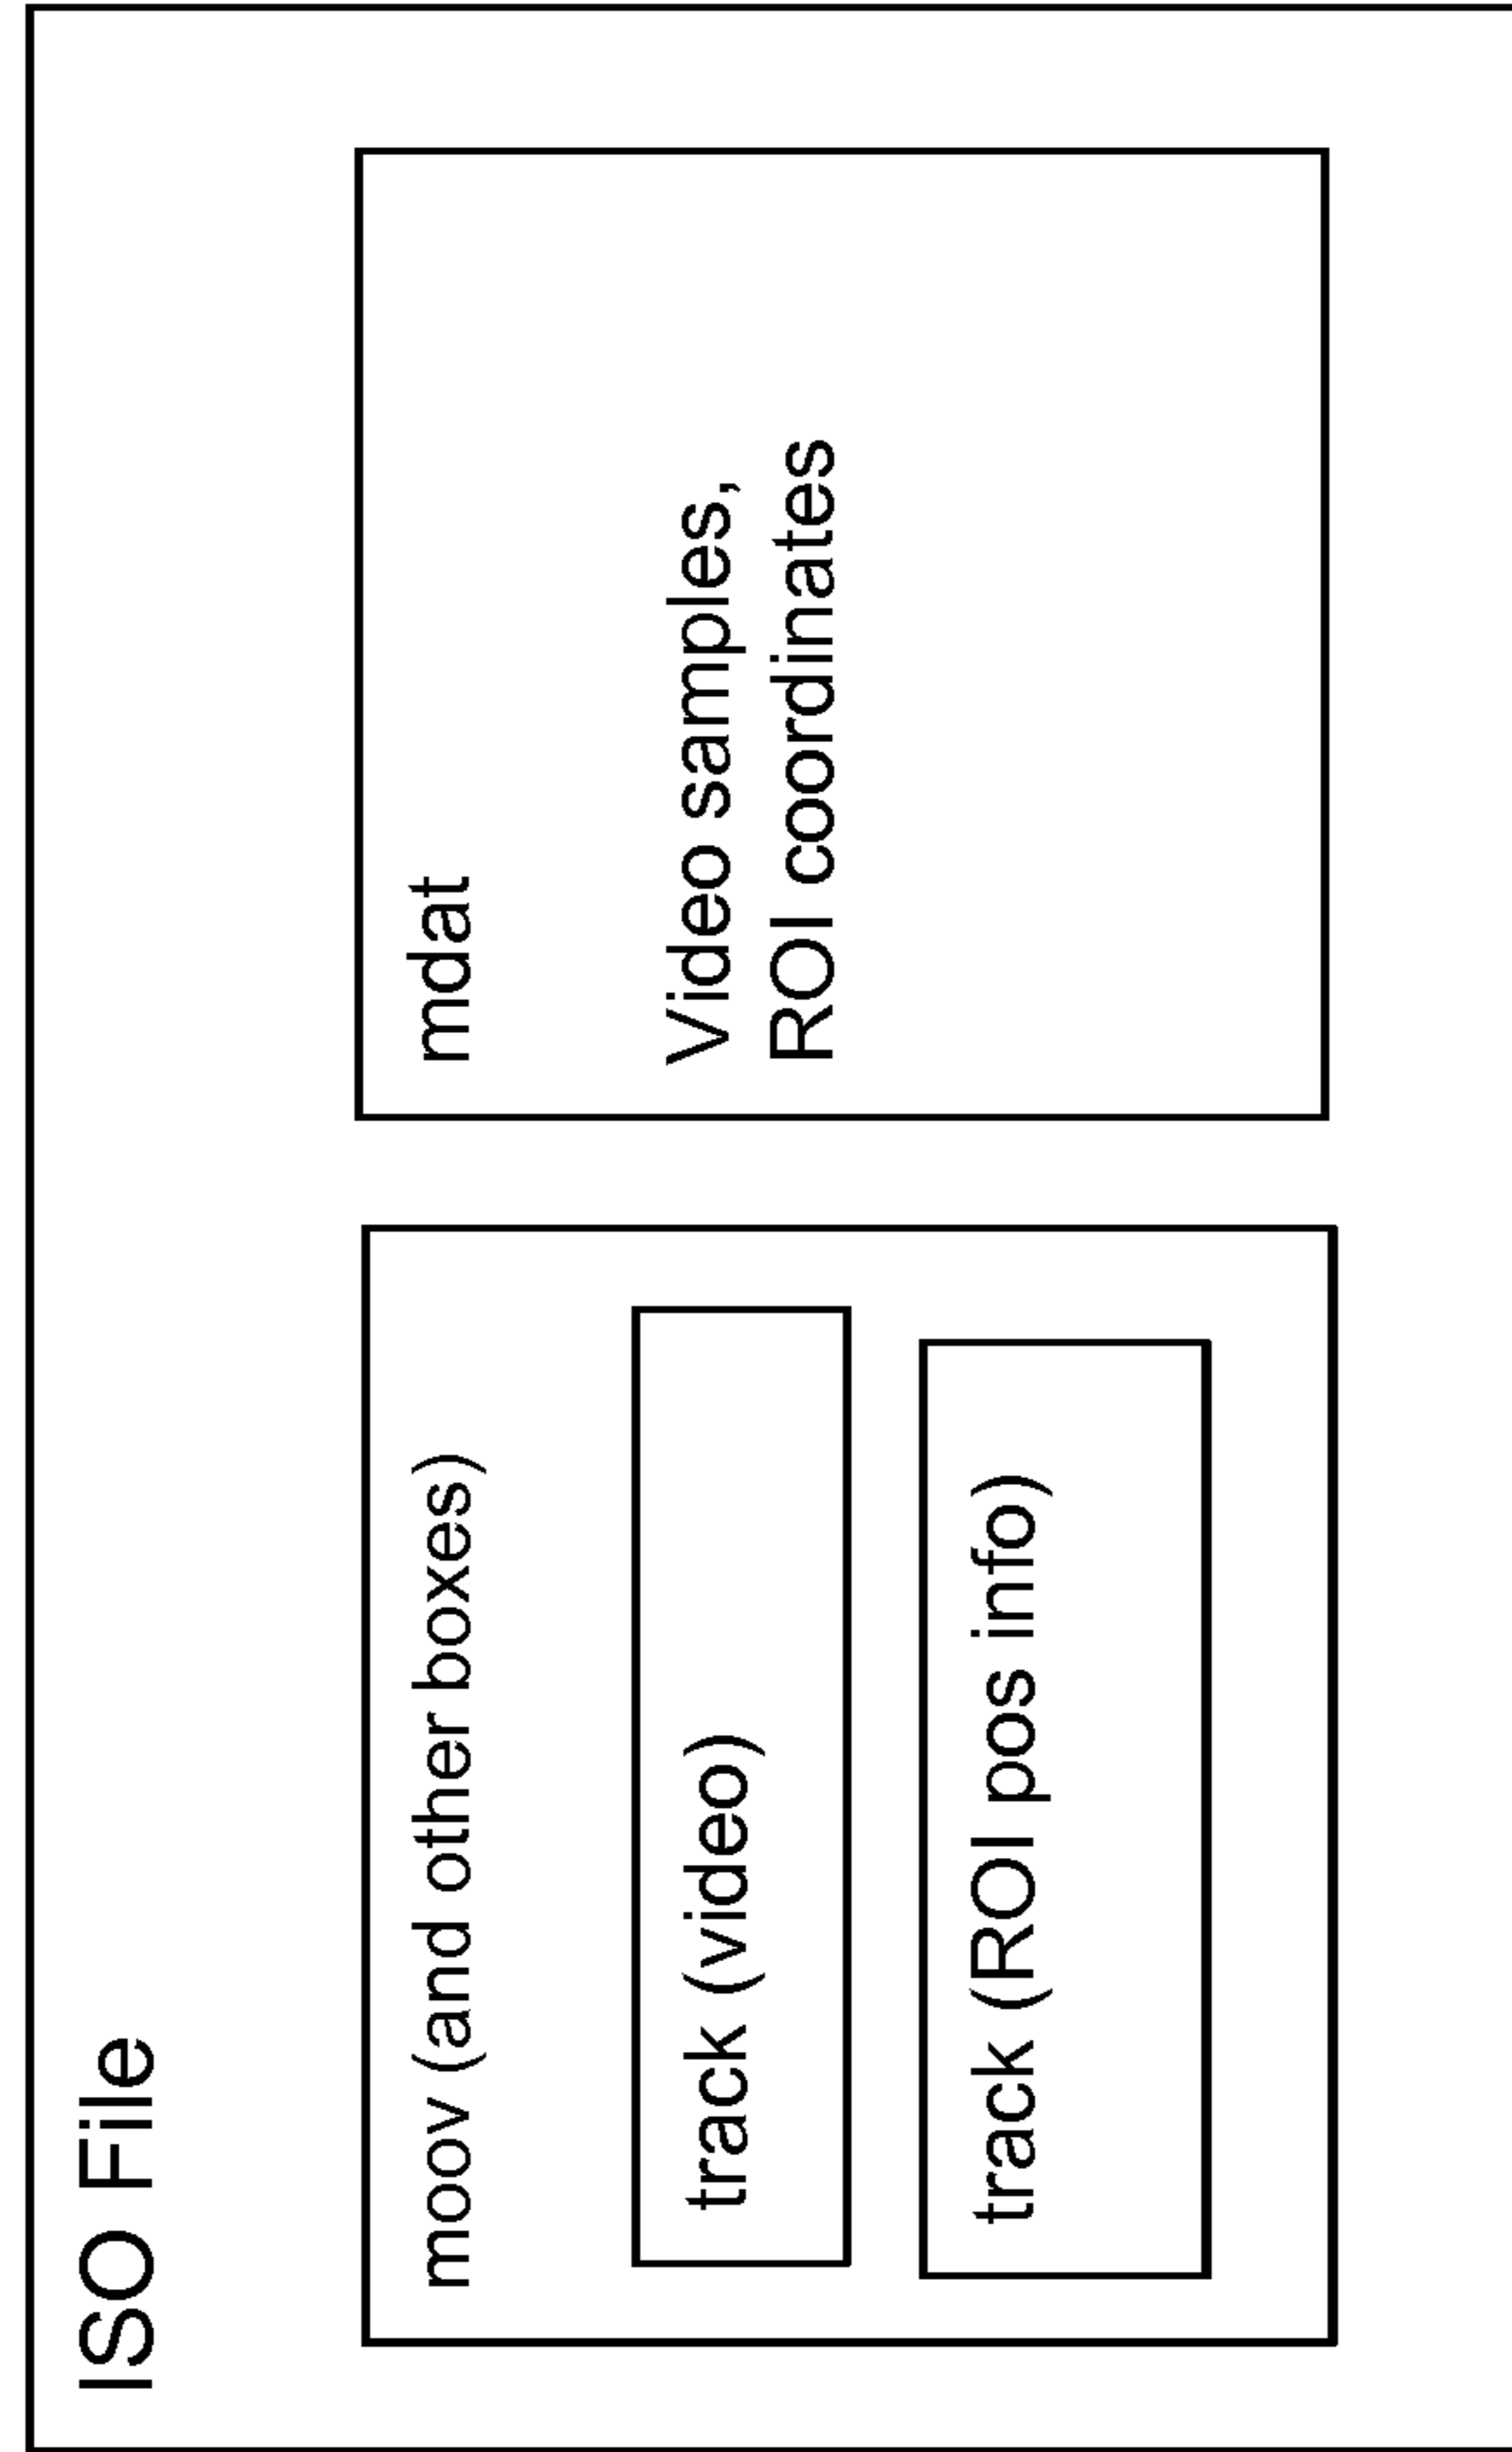 ISO File
moov (and other boxes)
track (video)
track (ROI pos info)
mdat
Video samples,
ROI coordinates